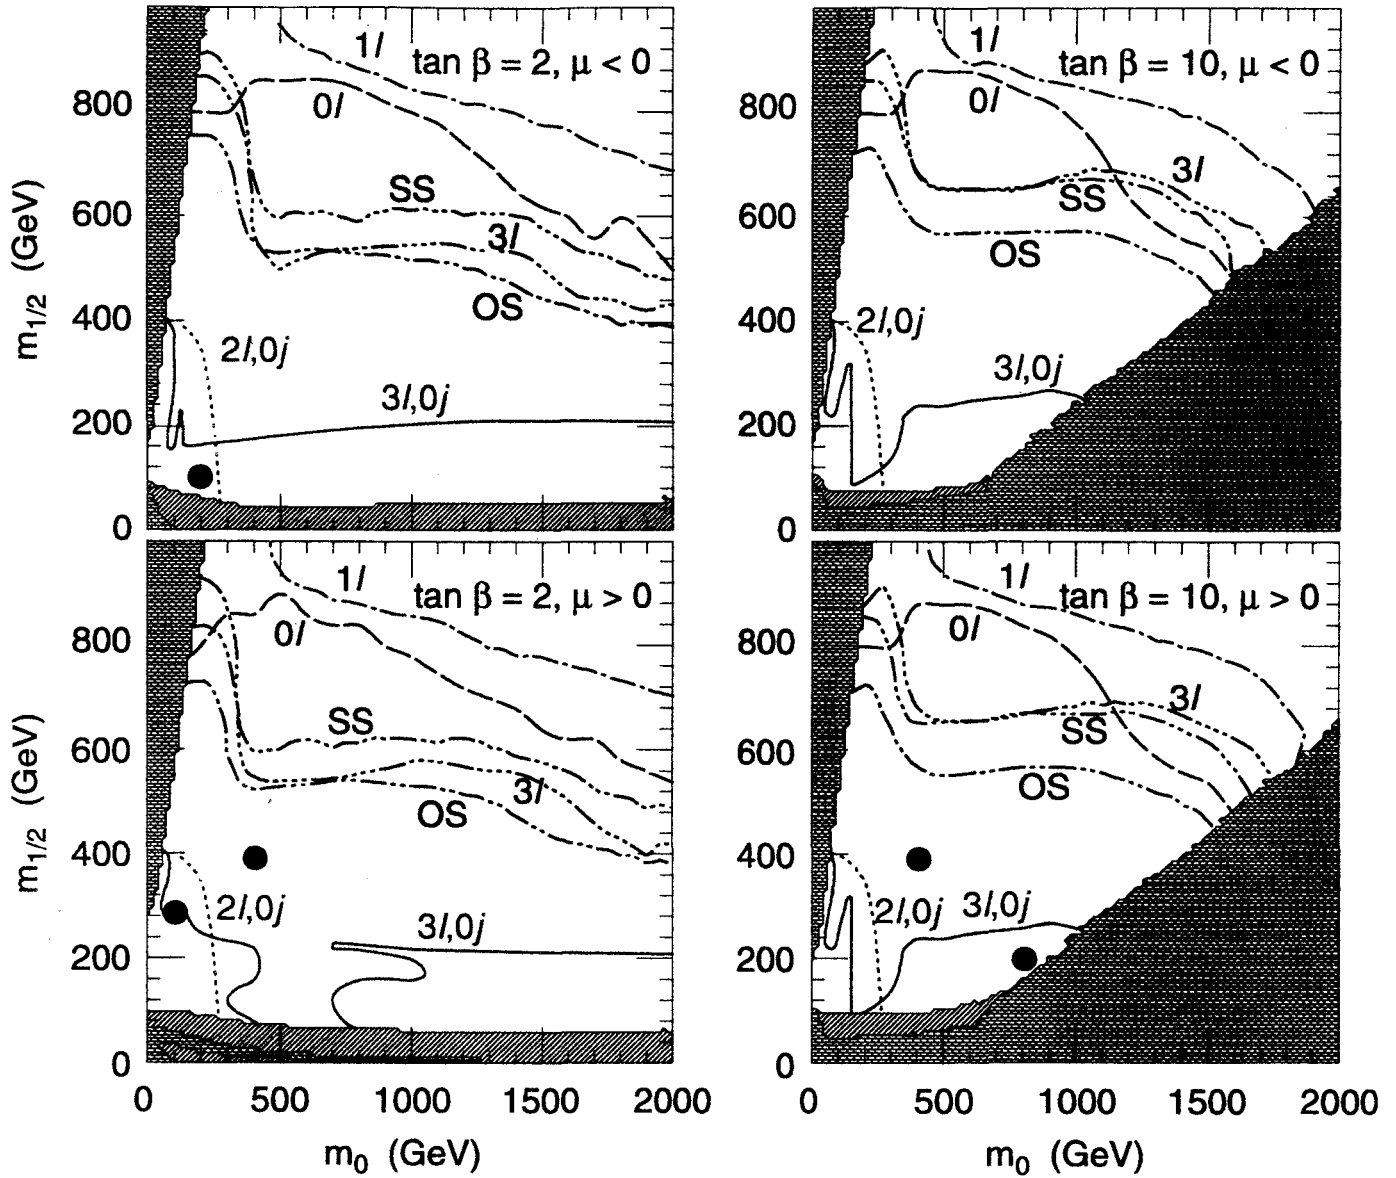 1l
tan β = 2, μ < 0
0l
SS
3l
OS
2l,0j
3l,0j
800
600
400
200
0
m1/2 (GeV)
1l
tan β = 10, μ < 0
0l
3l
SS
OS
2l,0j
3l,0j
800
600
400
200
0
1l
tan β = 2, μ > 0
0l
SS
3l
OS
2l,0j
3l,0j
800
600
400
200
0
m1/2 (GeV)
0 500 1000 1500 2000
m0 (GeV)
1l
tan β = 10, μ > 0
0l
3l
SS
OS
2l,0j
3l,0j
800
600
400
200
0
0 500 1000 1500 2000
m0 (GeV)